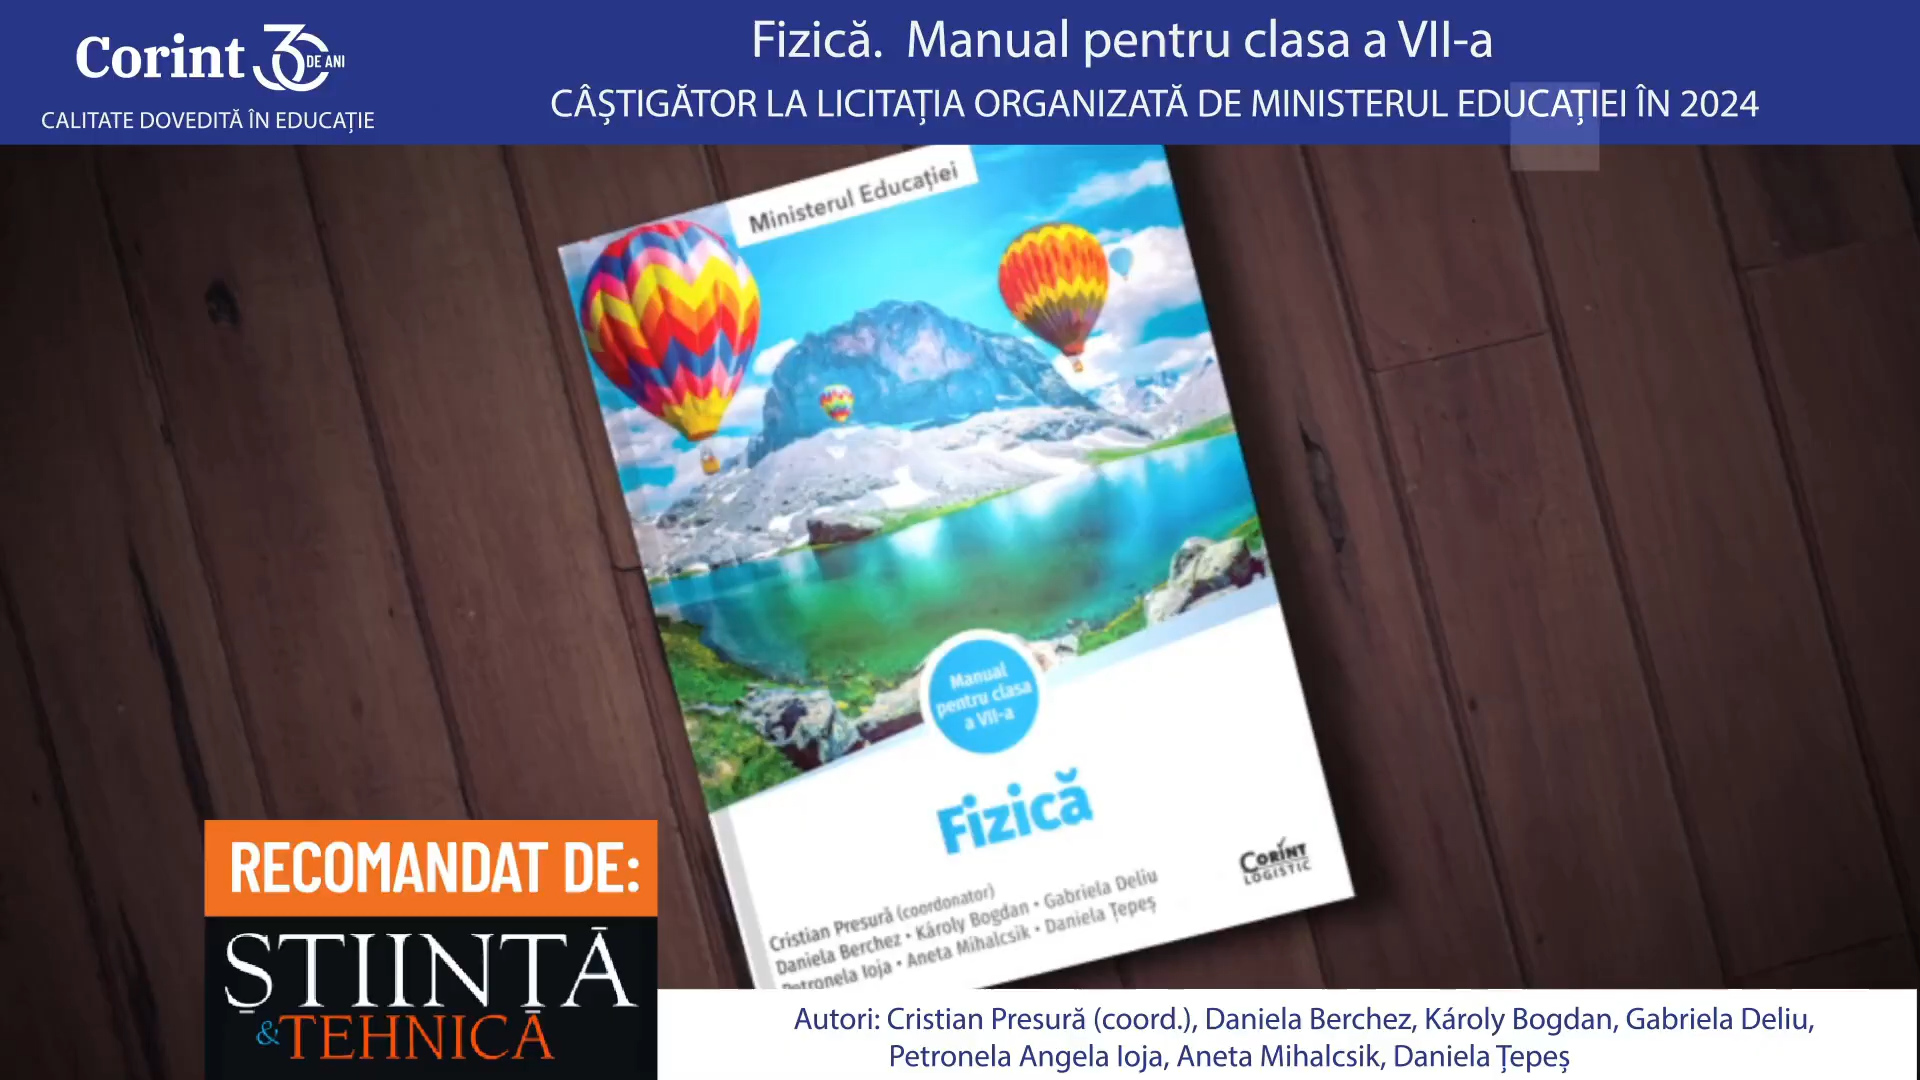 Corint 30 DE ANI
CALITATE DOVEDITĂ ÎN EDUCAȚIE
Fizică. Manual pentru clasa a VII-a
CÂȘTIGĂTOR LA LICITAȚIA ORGANIZATĂ DE MINISTERUL EDUCAȚIEI ÎN 2024
Ministerul Educației
Manual
pentru clasa
a VII-a
Fizică
CORINT
LOGISTIC
Cristian Presură (coordonator)
Daniela Berchez • Károly Bogdan • Gabriela Deliu
Petronela Ioja • Aneta Mihalcsik • Daniela Țepeș
RECOMANDAT DE:
ȘTIINȚĂ
&TEHNICĂ
Autori: Cristian Presură (coord.), Daniela Berchez, Károly Bogdan, Gabriela Deliu,
Petronela Angela Ioja, Aneta Mihalcsik, Daniela Țepeș